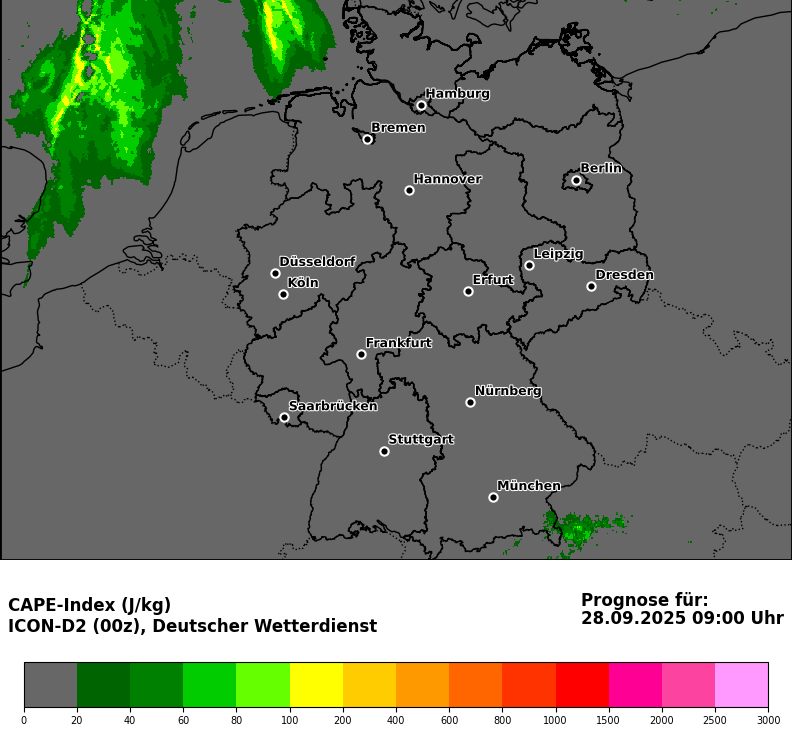 Hamburg
Bremen
Berlin
Hannover
Leipzig
Düsseldorf
Dresden
Köln
Erfurt
Frankfurt
Nürnberg
Saarbrücken
Stuttgart
München
CAPE-Index (J/kg)
ICON-D2 (00z), Deutscher Wetterdienst
Prognose für:
28.09.2025 09:00 Uhr
0 20 40 60 80 100 200 400 600 800 1000 1500 2000 2500 3000